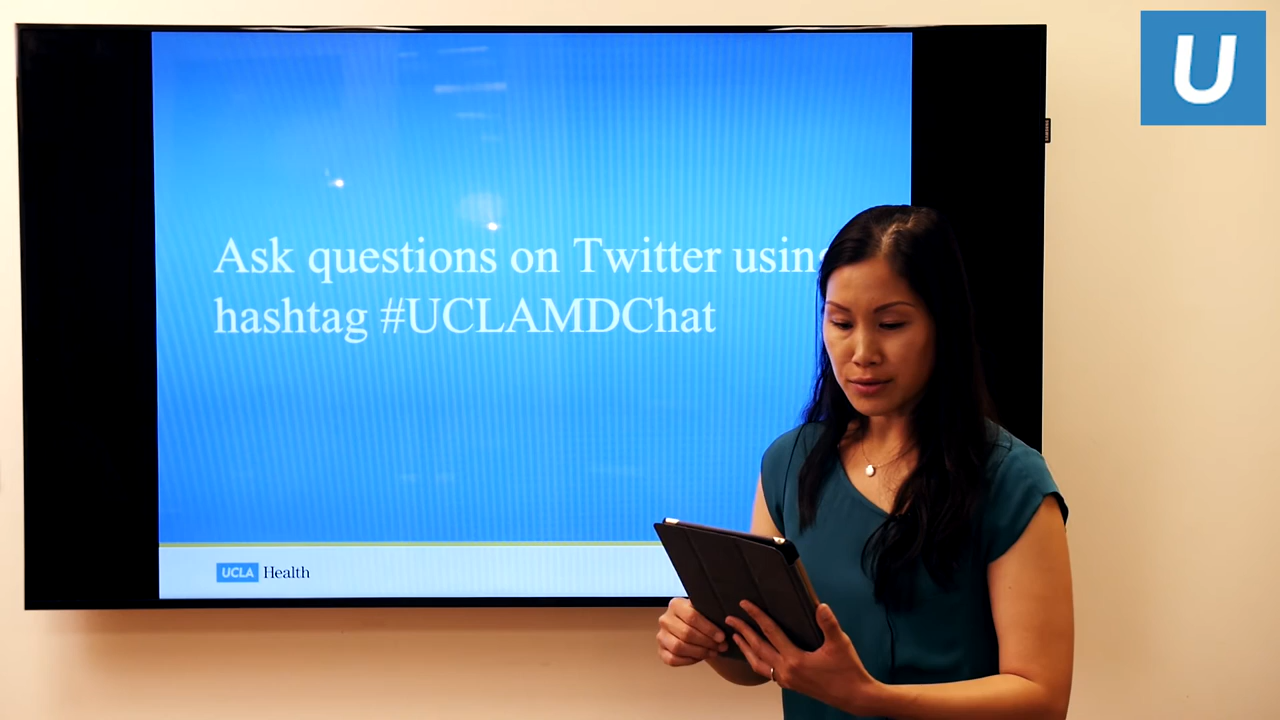 U
Ask questions on Twitter using
hashtag #UCLAMDChat
UCLA Health